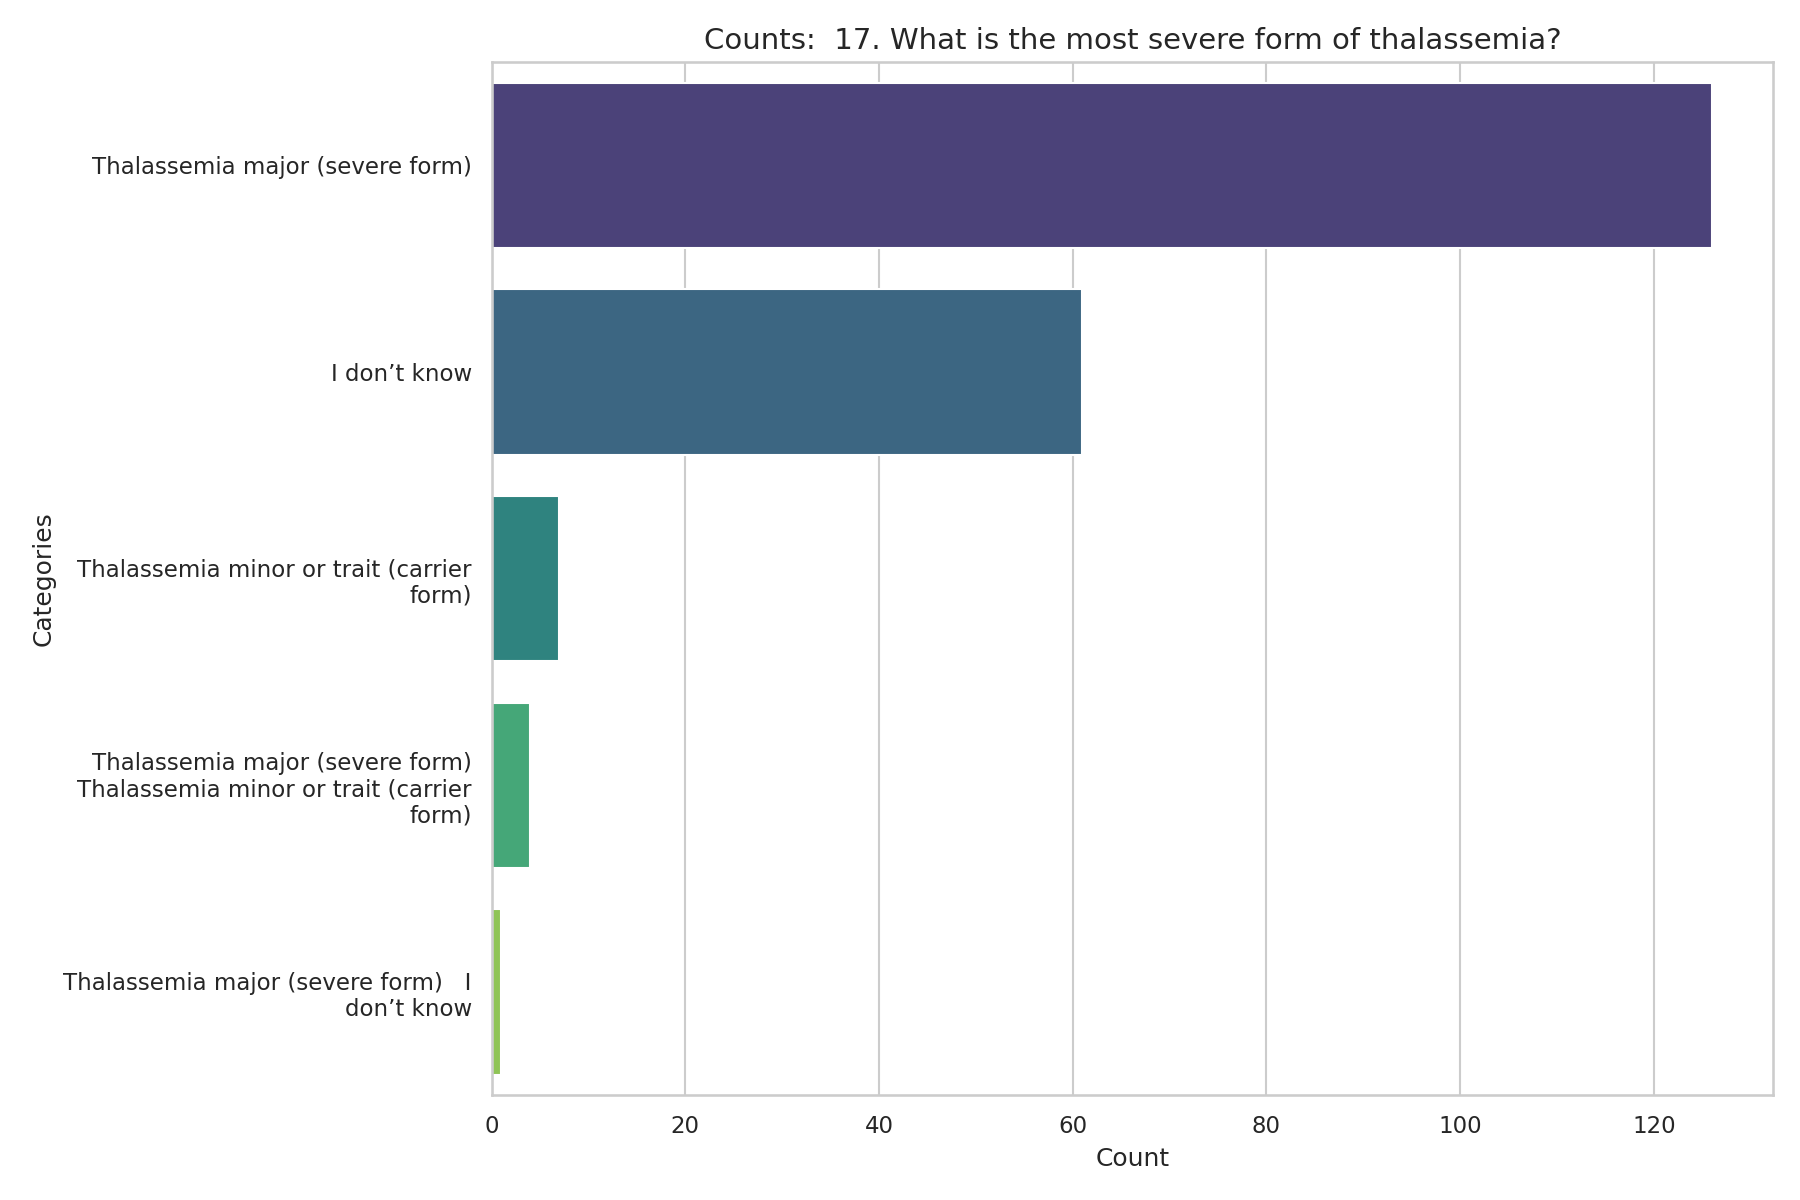 Counts:  17. What is the most severe form of thalassemia?
Categories
Thalassemia major (severe form)
I don’t know
Thalassemia minor or trait (carrier
form)
Thalassemia major (severe form)
Thalassemia minor or trait (carrier
form)
Thalassemia major (severe form)   I
don’t know
0 20 40 60 80 100 120
Count